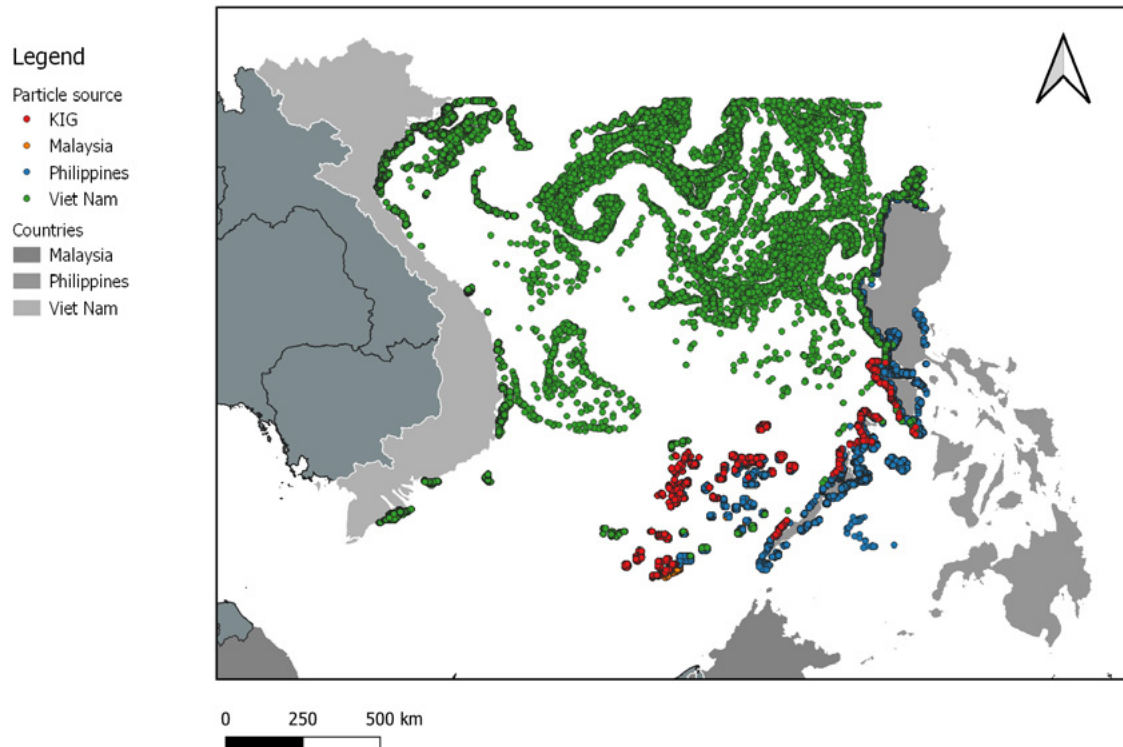 Legend
Particle source
KIG
Malaysia
Philippines
Viet Nam
Countries
Malaysia
Philippines
Viet Nam
0 250 500 km